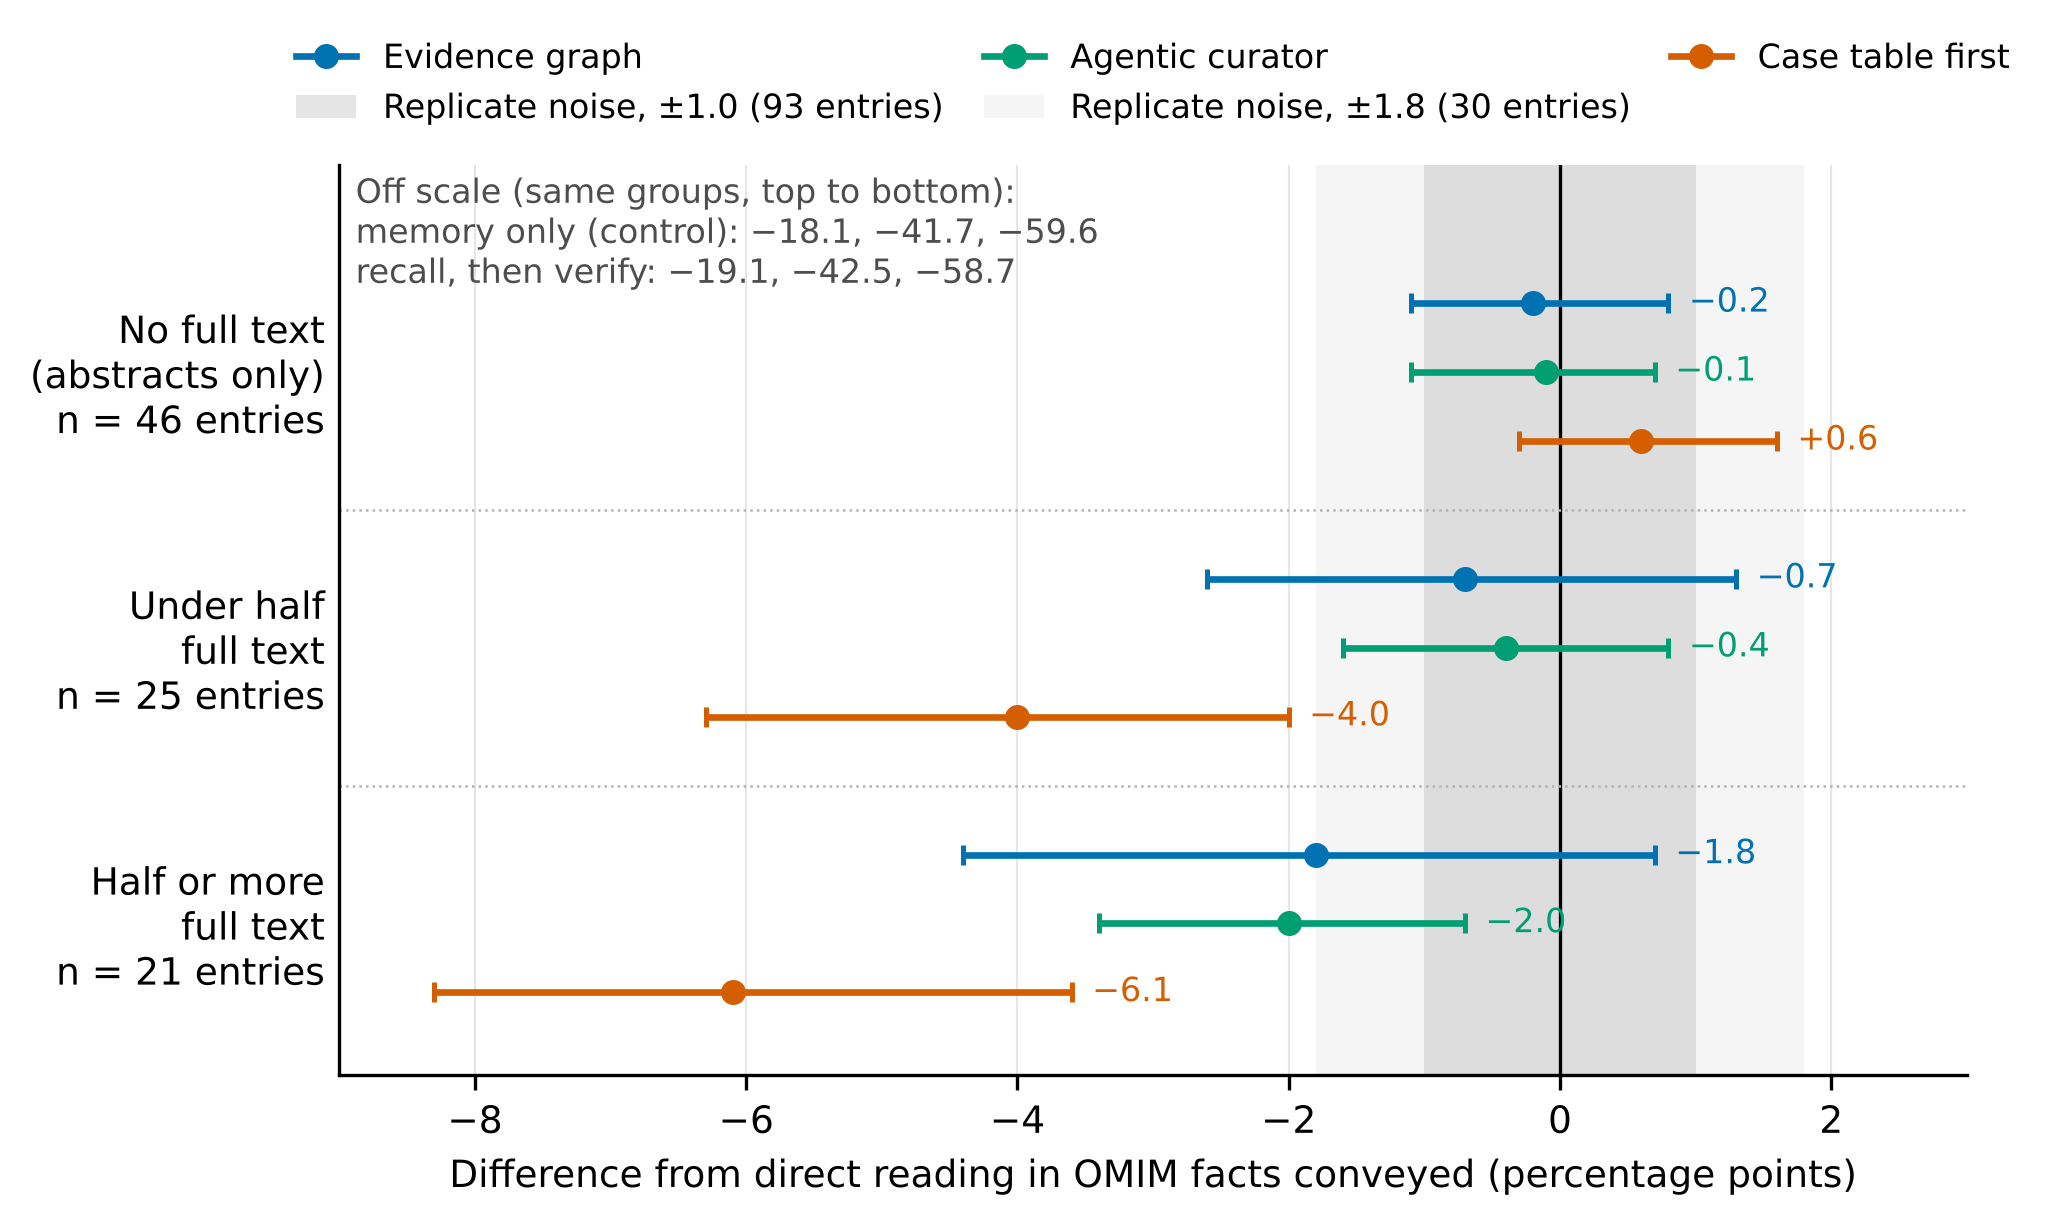 Evidence graph
Agentic curator
Case table first
Replicate noise, ±1.0 (93 entries)
Replicate noise, ±1.8 (30 entries)
Off scale (same groups, top to bottom):
memory only (control): −18.1, −41.7, −59.6
recall, then verify: −19.1, −42.5, −58.7
No full text
(abstracts only)
n = 46 entries
−0.2
−0.1
+0.6
Under half
full text
n = 25 entries
−0.7
−0.4
−4.0
Half or more
full text
n = 21 entries
−1.8
−2.0
−6.1
−8
−6
−4
−2
0
2
Difference from direct reading in OMIM facts conveyed (percentage points)